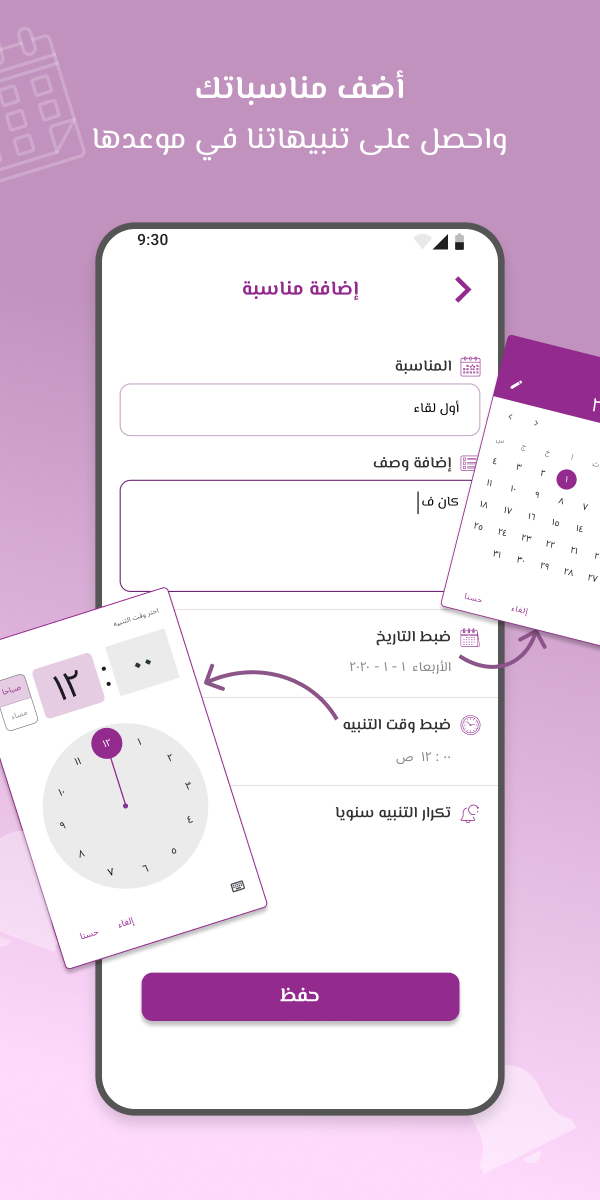 أضف مناسباتك
واحصل على تنبيهاتنا في موعدها
9:30
إضافة مناسبة
المناسبة
أول لقاء
إضافة وصف
كان ف
ضبط التاريخ
الأربعاء ١ - ١ - ٢٠٢٠
ضبط وقت التنبيه
٠٠ : ١٢ ص
تكرار التنبيه سنويا
حفظ
س ج خ ا ث
٤ ٣ ٢ ١
١١ ١٠ ٩ ٨ ٧
١٨ ١٧ ١٦ ١٥ ١٤
٢٥ ٢٤ ٢٣ ٢٢ ٢١
٣١ ٣٠ ٢٩ ٢٨ ٢٧
حسنا إلغاء
اختر وقت التنبيه
١٢ : ٠٠
صباحا
مساء
١٢
١
٢
٣
٤
٥
٦
٧
٨
٩
١٠
١١
حسنا إلغاء